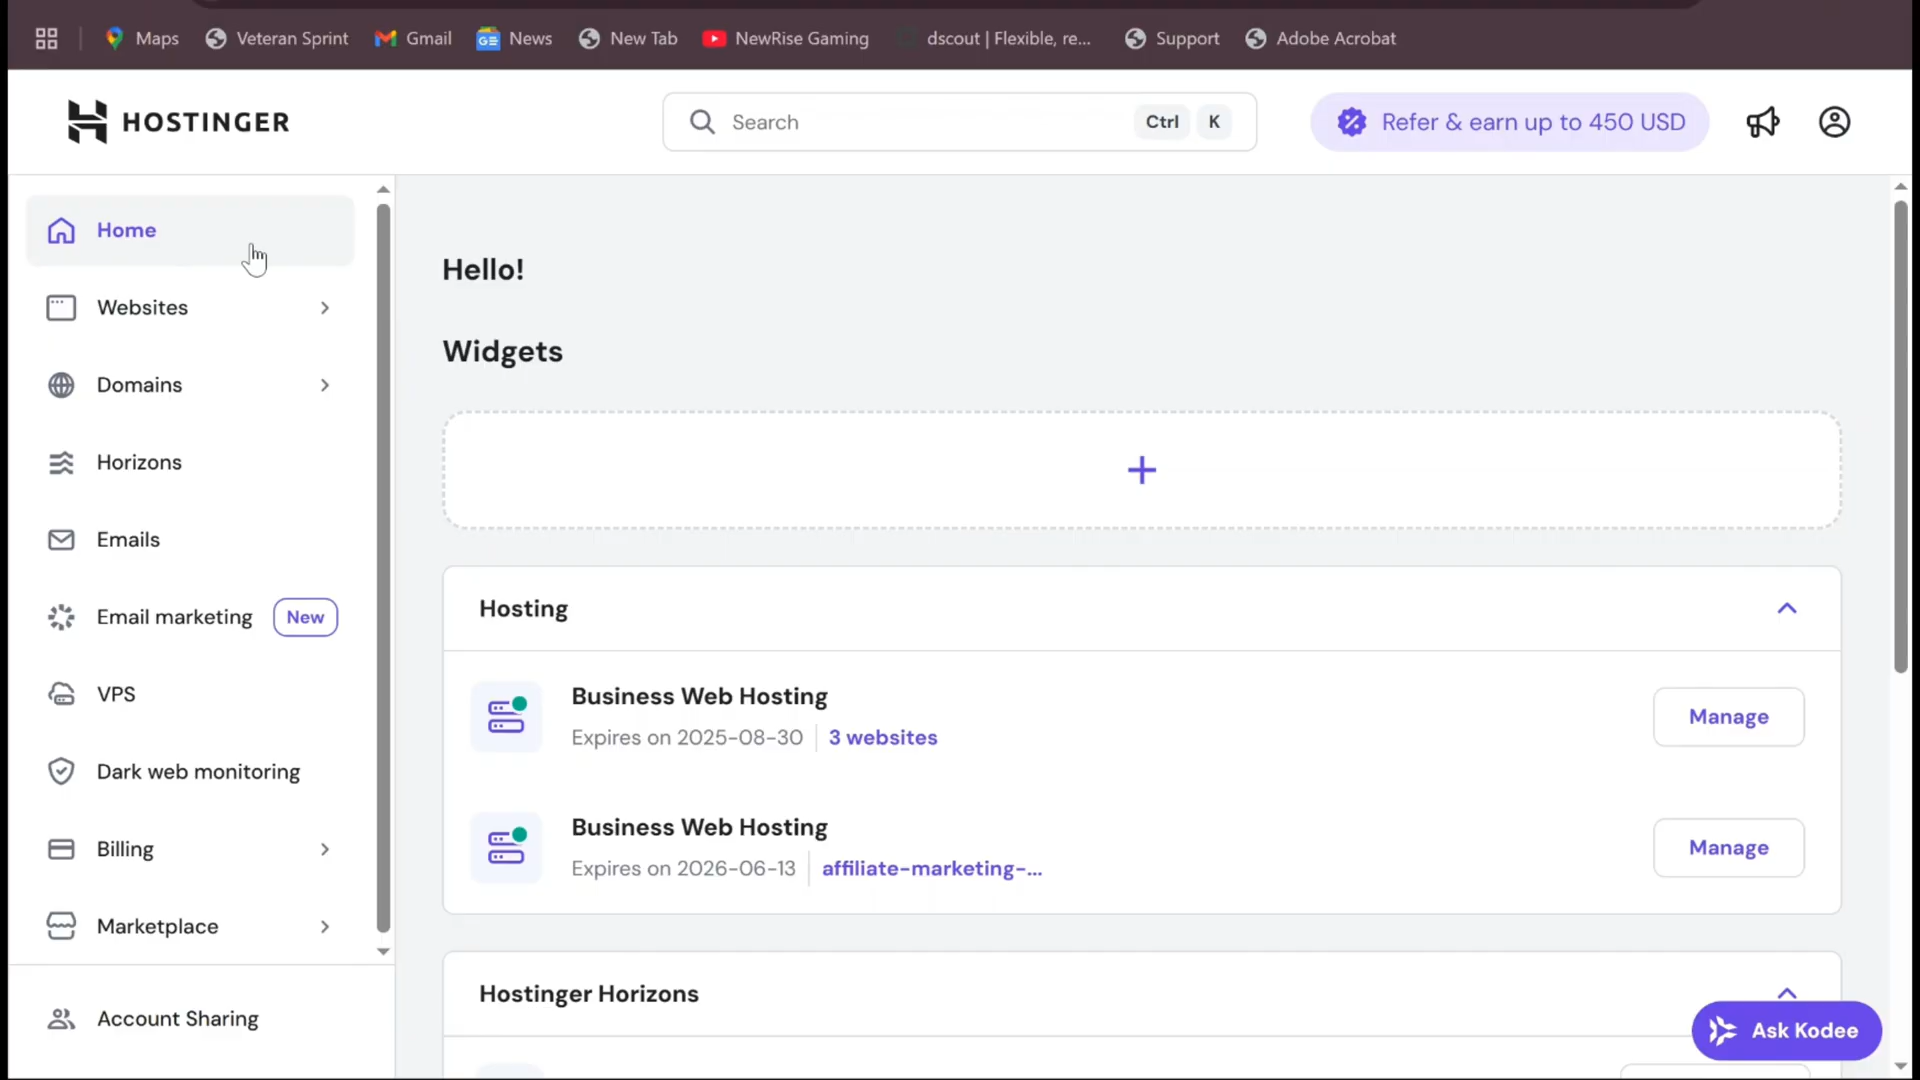 Maps
Veteran Sprint
Gmail
News
New Tab
NewRise Gaming
dscout | Flexible, re...
Support
Adobe Acrobat
HOSTINGER
Search
Ctrl
K
Refer & earn up to 450 USD
Home
Websites
Domains
Horizons
Emails
Email marketing
New
VPS
Dark web monitoring
Billing
Marketplace
Account Sharing
Hello!
Widgets
Hosting
Business Web Hosting
Expires on 2025-08-30
3 websites
Manage
Business Web Hosting
Expires on 2026-06-13
affiliate-marketing-...
Manage
Hostinger Horizons
Ask Kodee